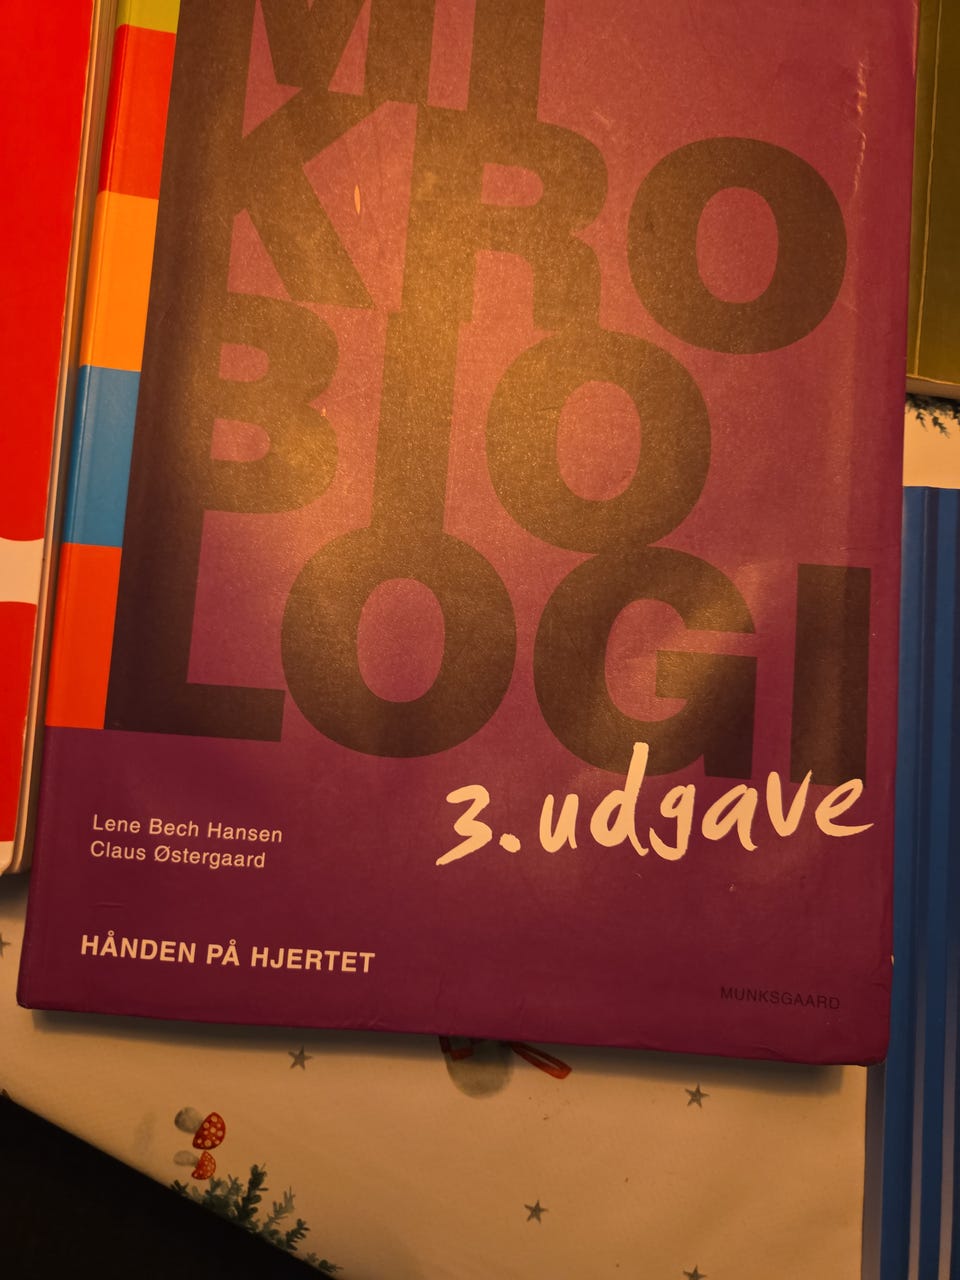 MI
KRO
BIO
LOGI
3. udgave
Lene Bech Hansen
Claus Østergaard
HÅNDEN PÅ HJERTET
MUNKSGAARD